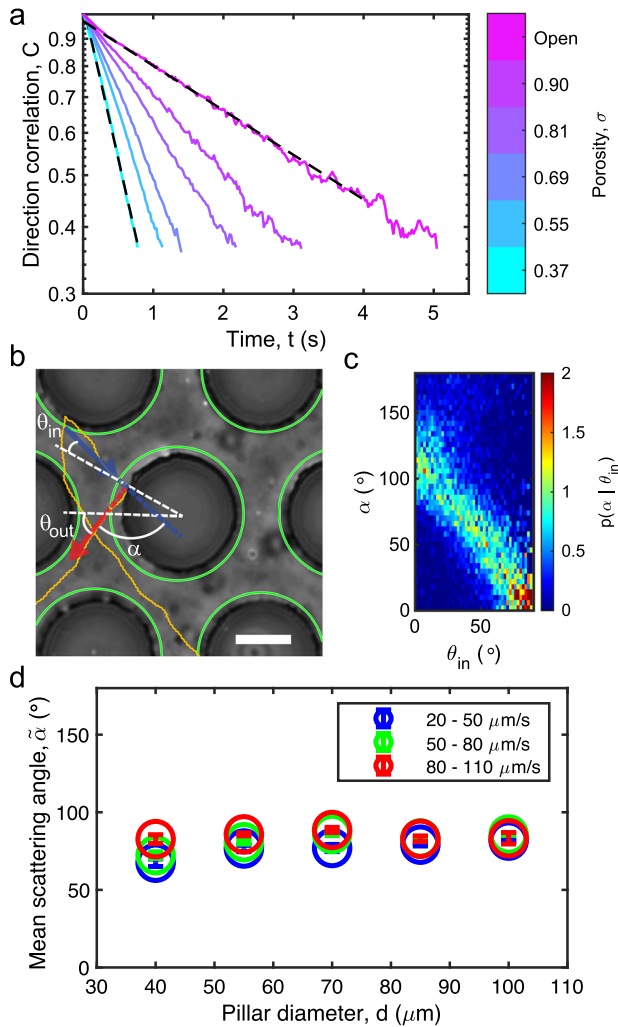 a
Direction correlation, C
0.9
0.8
0.7
0.6
0.5
0.4
0.3
0 1 2 3 4 5
Time, t (s)
Open
0.90
0.81
0.69
0.55
0.37
Porosity, σ
b
θin
θout
α
c
α (°)
150
100
50
0
0 50
θin (°)
2
1.5
1
0.5
0
p(α | θin)
d
Mean scattering angle, α̃ (°)
150
100
50
0
30 40 50 60 70 80 90 100 110
Pillar diameter, d (μm)
20 - 50 μm/s
50 - 80 μm/s
80 - 110 μm/s